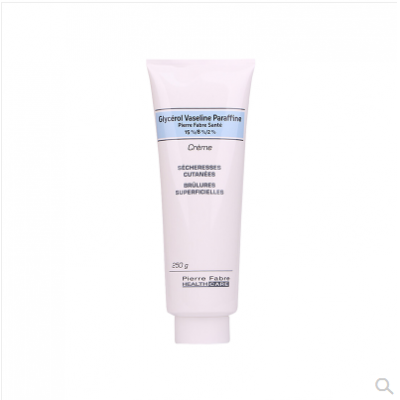 Glycérol Vaseline Paraffine
Pierre Fabre Santé
15 %/8 %/2 %
Crème
SÉCHERESSES
CUTANÉES
BRÛLURES
SUPERFICIELLES
250 g
Pierre Fabre
HEALTH CARE